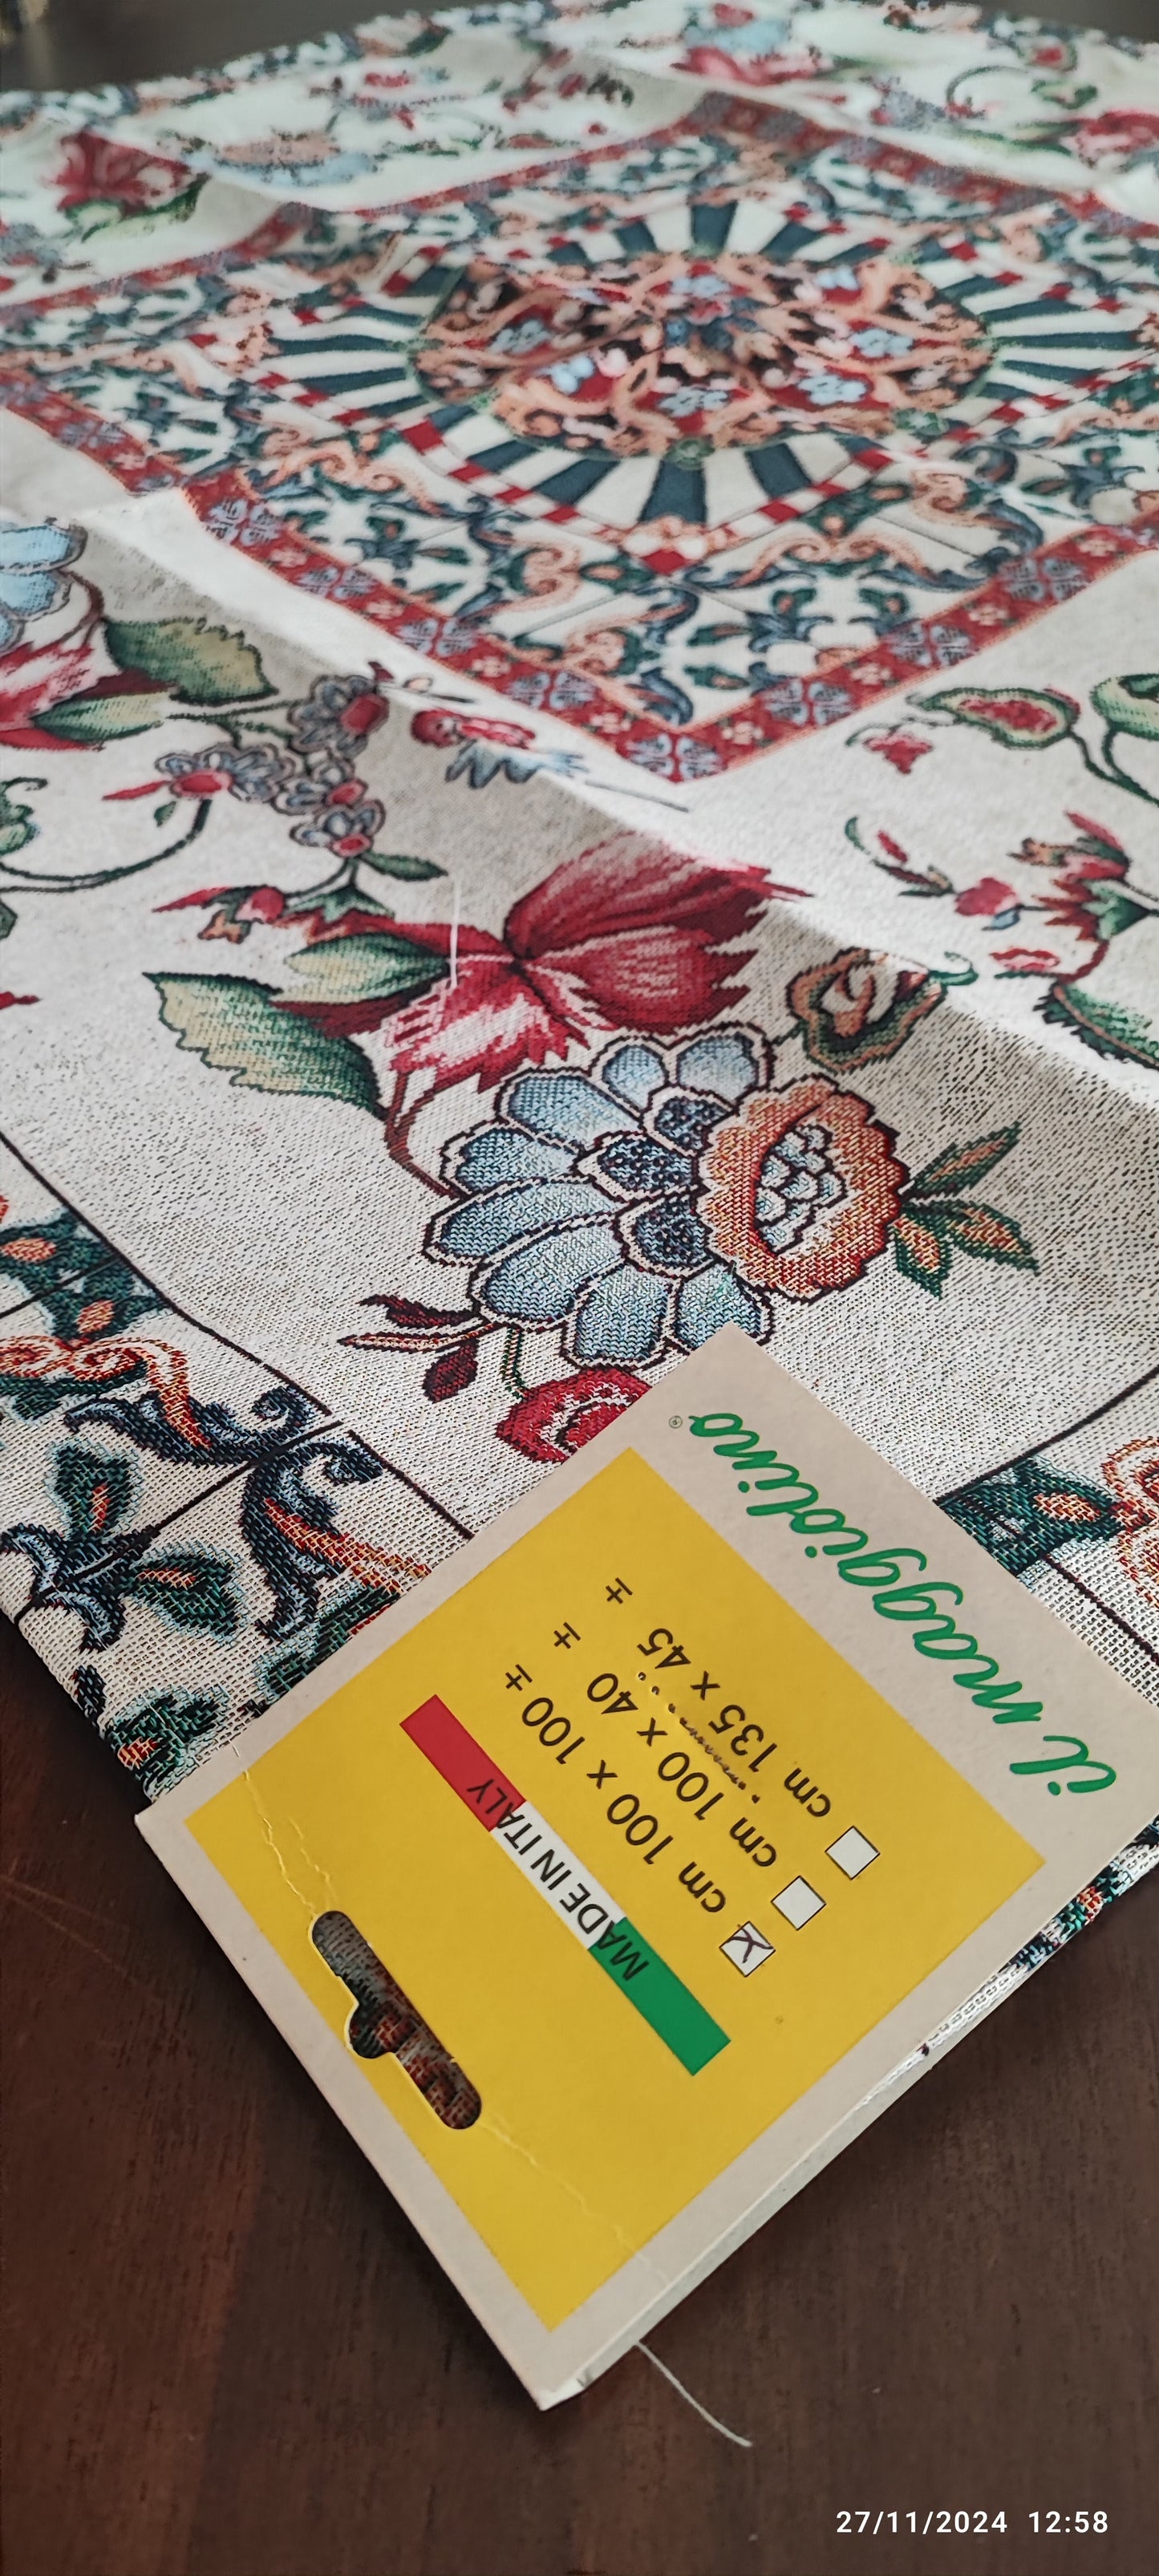 il maggiolino®
cm 135 x 45 ±
cm 100 x 40 ±
cm 100 x 100 ±
MADE IN ITALY
27/11/2024 12:58